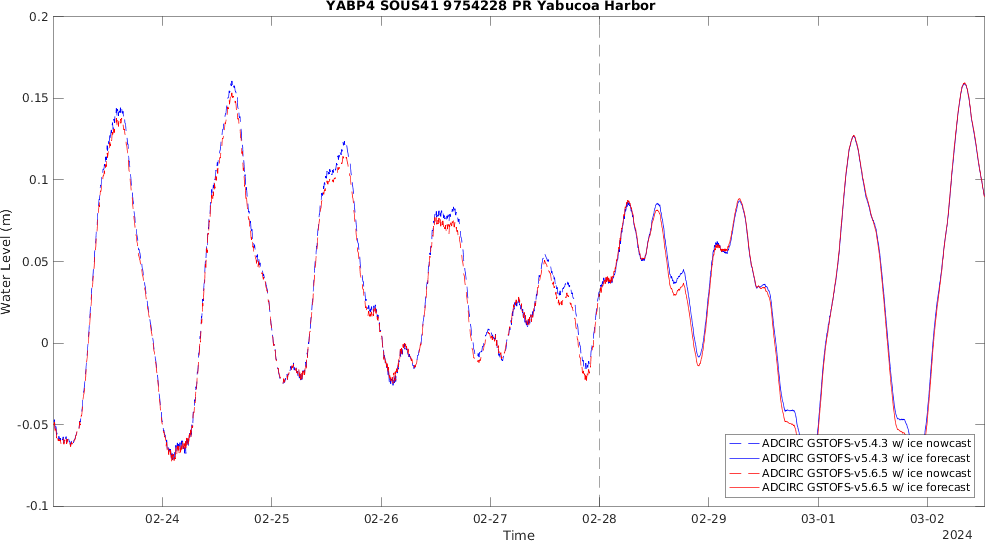 YABP4 SOUS41 9754228 PR Yabucoa Harbor
0.2
0.15
0.1
0.05
0
-0.05
-0.1
Water Level (m)
ADCIRC GSTOFS-v5.4.3 w/ ice nowcast
ADCIRC GSTOFS-v5.4.3 w/ ice forecast
ADCIRC GSTOFS-v5.6.5 w/ ice nowcast
ADCIRC GSTOFS-v5.6.5 w/ ice forecast
02-24 02-25 02-26 02-27 02-28 02-29 03-01 03-02
Time
2024